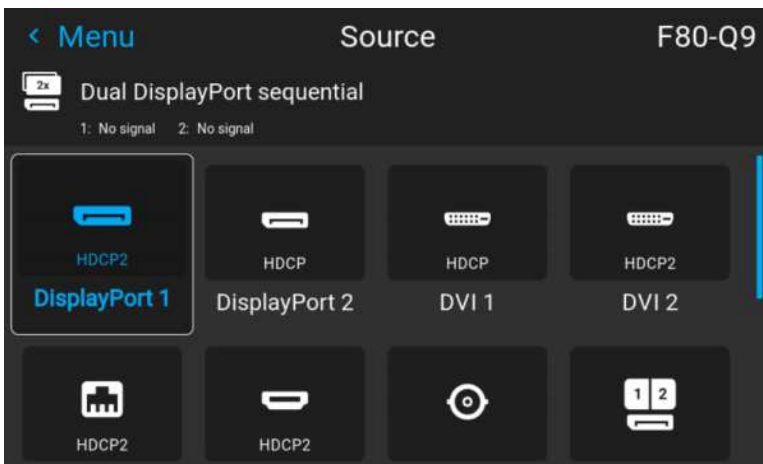 < Menu Source F80-Q9
2x Dual DisplayPort sequential
1: No signal 2: No signal
HDCP2 HDCP HDCP HDCP2
DisplayPort 1 DisplayPort 2 DVI 1 DVI 2
1 2
HDCP2 HDCP2